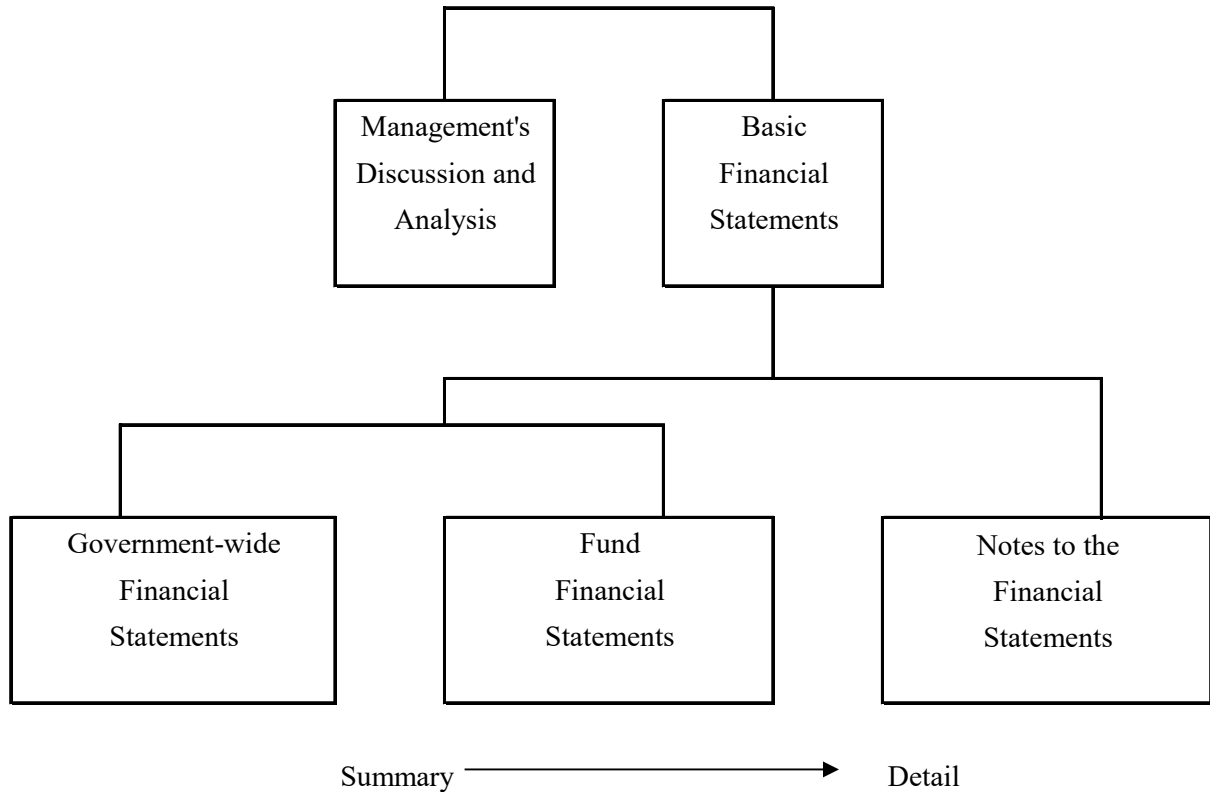 Management's
Discussion and
Analysis
Basic
Financial
Statements
Government-wide
Financial
Statements
Fund
Financial
Statements
Notes to the
Financial
Statements
Summary
Detail